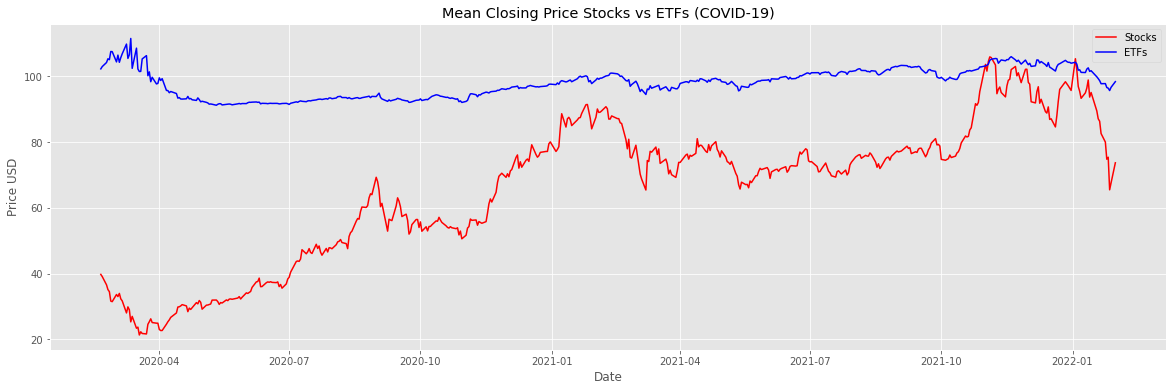 Mean Closing Price Stocks vs ETFs (COVID-19)
Stocks
ETFs
Price USD
100
80
60
40
20
2020-04 2020-07 2020-10 2021-01 2021-04 2021-07 2021-10 2022-01
Date